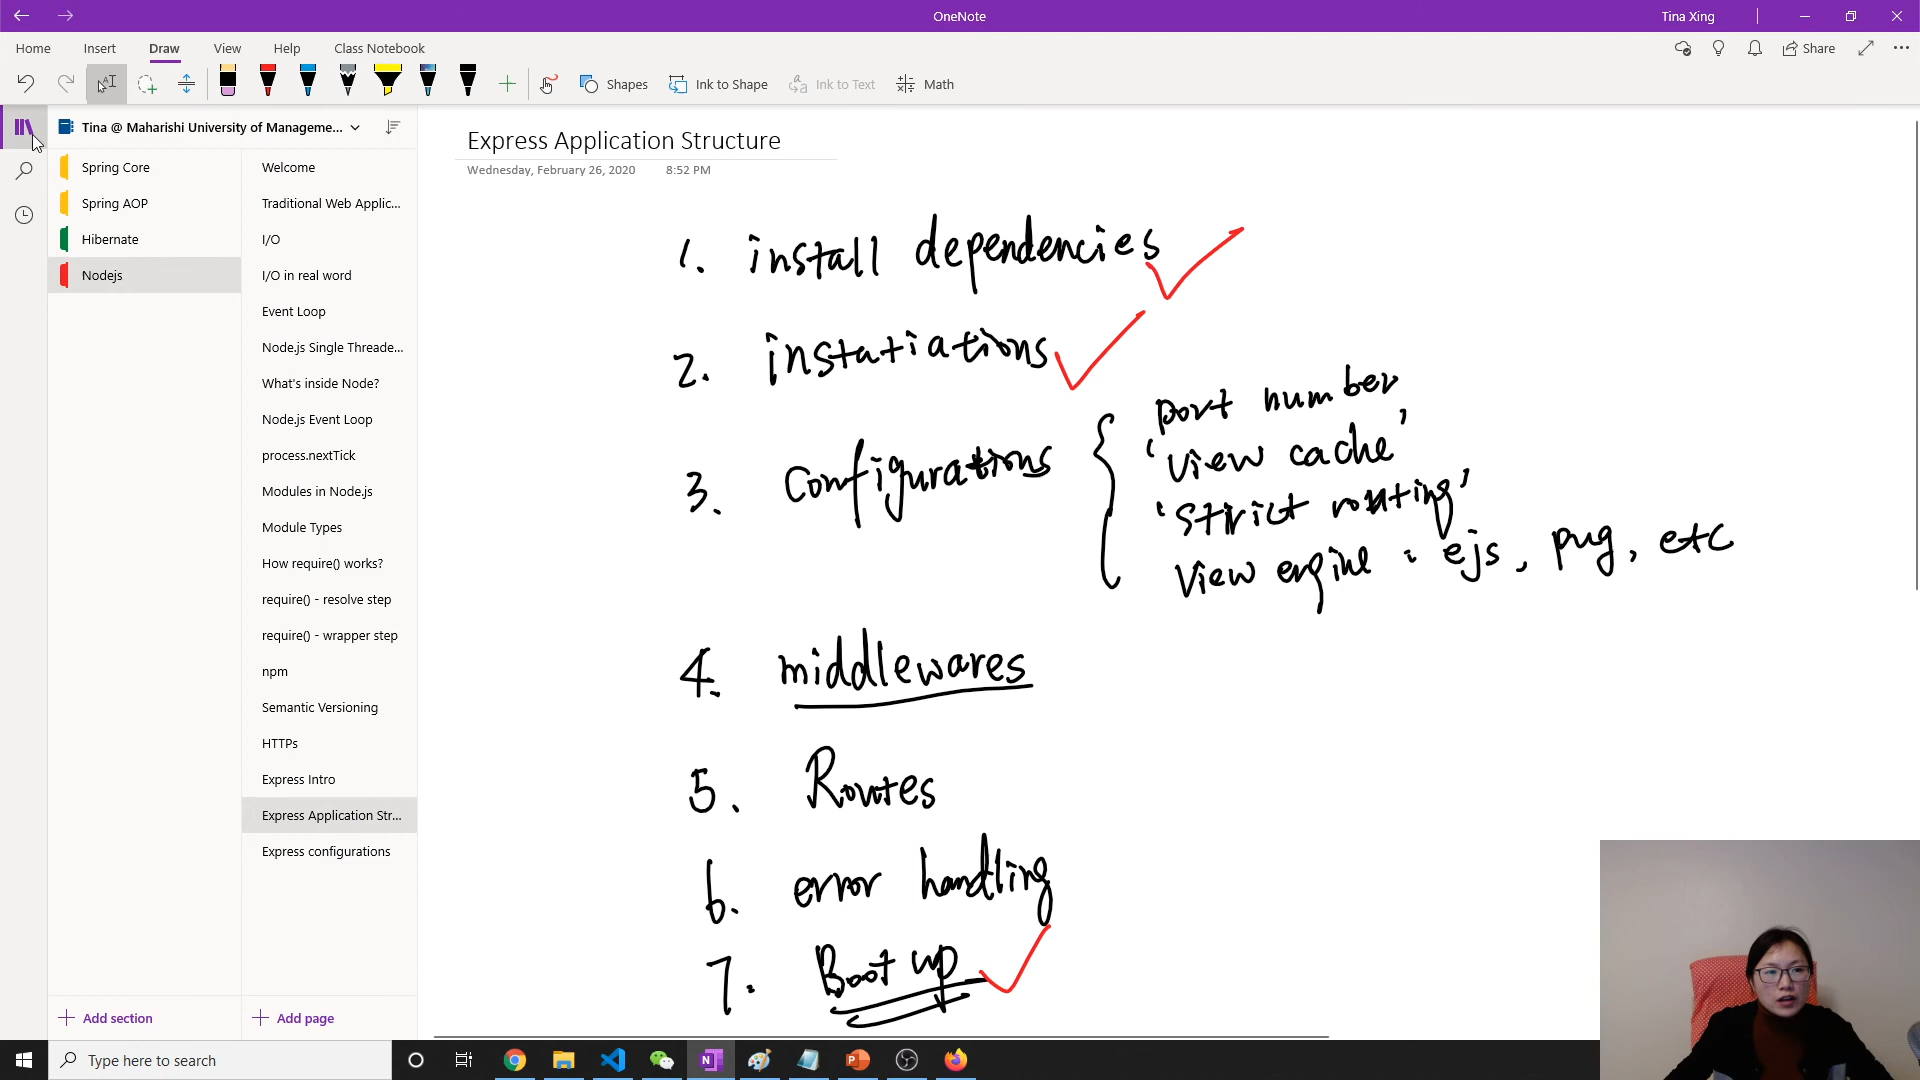 OneNote
Tina Xing
Home Insert Draw View Help Class Notebook
Share
Shapes Ink to Shape Ink to Text Math
Tina @ Maharishi University of Manageme...
Spring Core
Spring AOP
Hibernate
Nodejs
Add section
Welcome
Traditional Web Applic...
I/O
I/O in real word
Event Loop
Node.js Single Threade...
What's inside Node?
Node.js Event Loop
process.nextTick
Modules in Node.js
Module Types
How require() works?
require() - resolve step
require() - wrapper step
npm
Semantic Versioning
HTTPs
Express Intro
Express Application Str...
Express configurations
Add page
Express Application Structure
Wednesday, February 26, 2020 8:52 PM
1. install dependencies
2. instatiations
3. Configurations
port number
'view cache'
'strict routing'
View engine : ejs, pug, etc
4. middlewares
5. Routes
6. error handling
7. Boot up
Type here to search